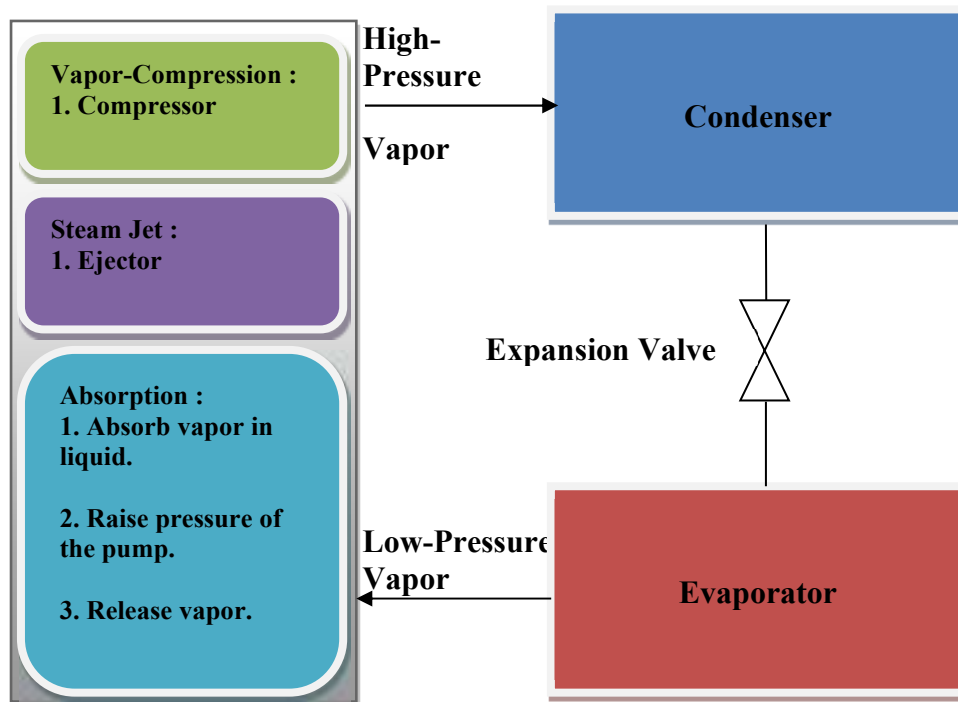 Vapor-Compression :
1. Compressor
Steam Jet :
1. Ejector
Absorption :
1. Absorb vapor in
liquid.
2. Raise pressure of
the pump.
3. Release vapor.
High-
Pressure
Vapor
Condenser
Expansion Valve
Low-Pressure
Vapor
Evaporator